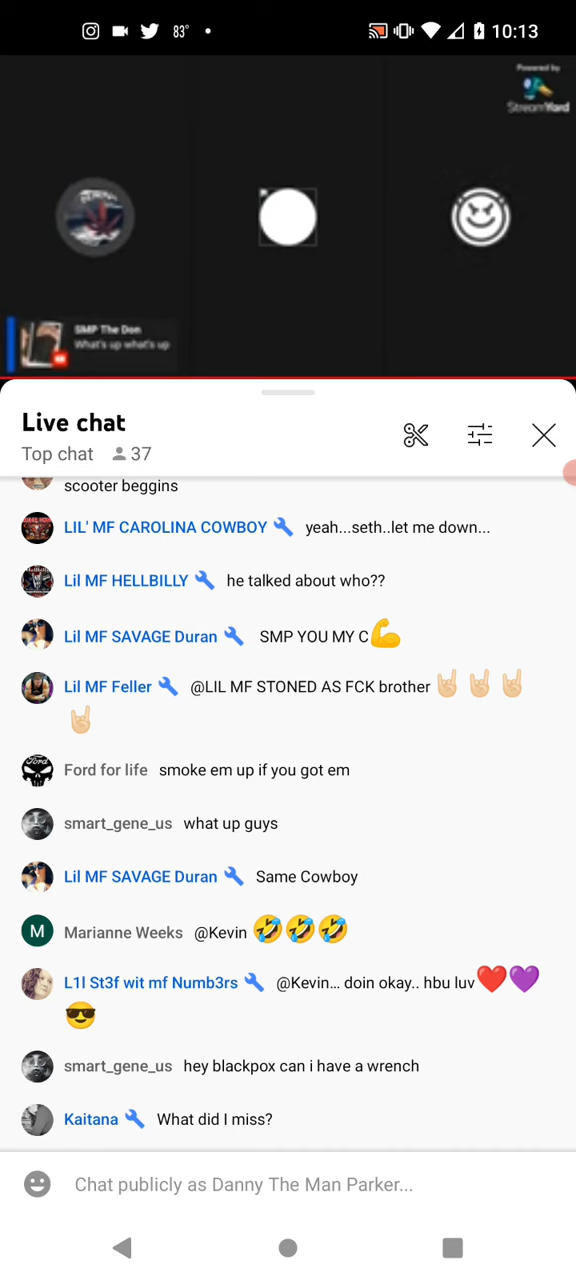 83°
10:13
Powered by
StreamYard
SMP The Don
What's up what's up
Live chat
Top chat 37
scooter beggins
LIL' MF CAROLINA COWBOY yeah...seth..let me down...
Lil MF HELLBILLY he talked about who??
Lil MF SAVAGE Duran SMP YOU MY C💪
Lil MF Feller @LIL MF STONED AS FCK brother 🤘🏼🤘🏼🤘🏼
🤘🏼
Ford for life smoke em up if you got em
smart_gene_us what up guys
Lil MF SAVAGE Duran Same Cowboy
M Marianne Weeks @Kevin 🤣🤣🤣
L1l St3f wit mf Numb3rs @Kevin... doin okay.. hbu luv❤️💜
😎
smart_gene_us hey blackpox can i have a wrench
Kaitana What did I miss?
Chat publicly as Danny The Man Parker...